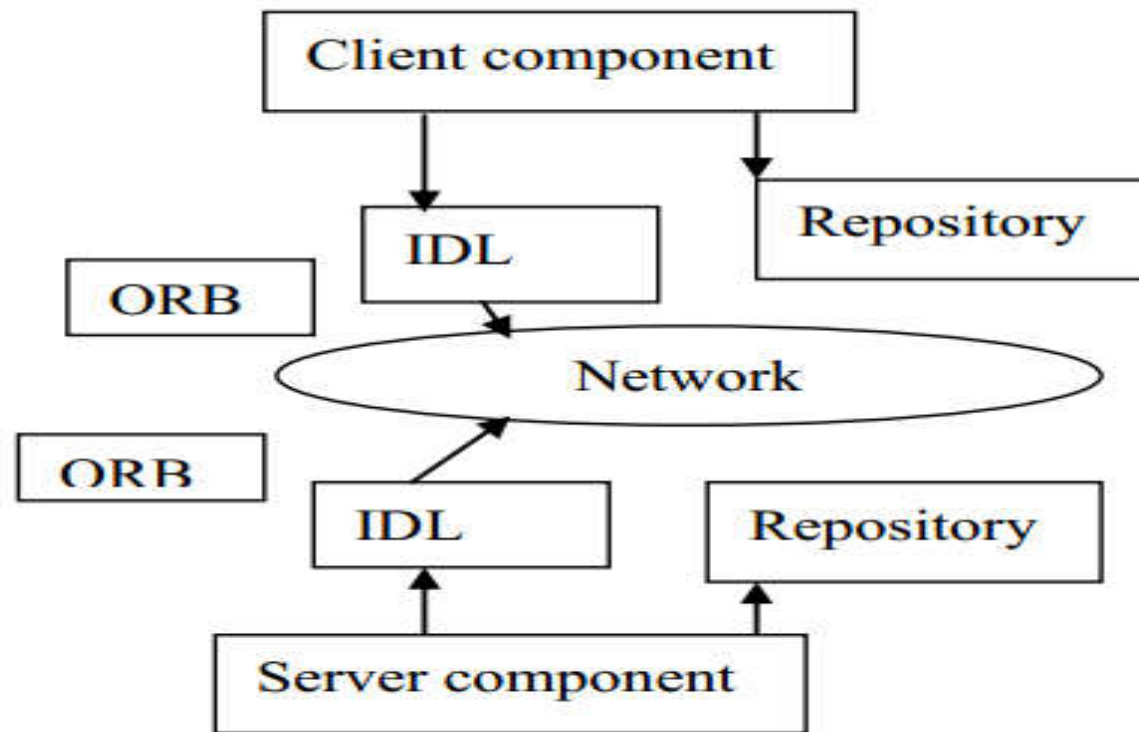 Client component
Repository
IDL
ORB
Network
ORB
IDL
Repository
Server component